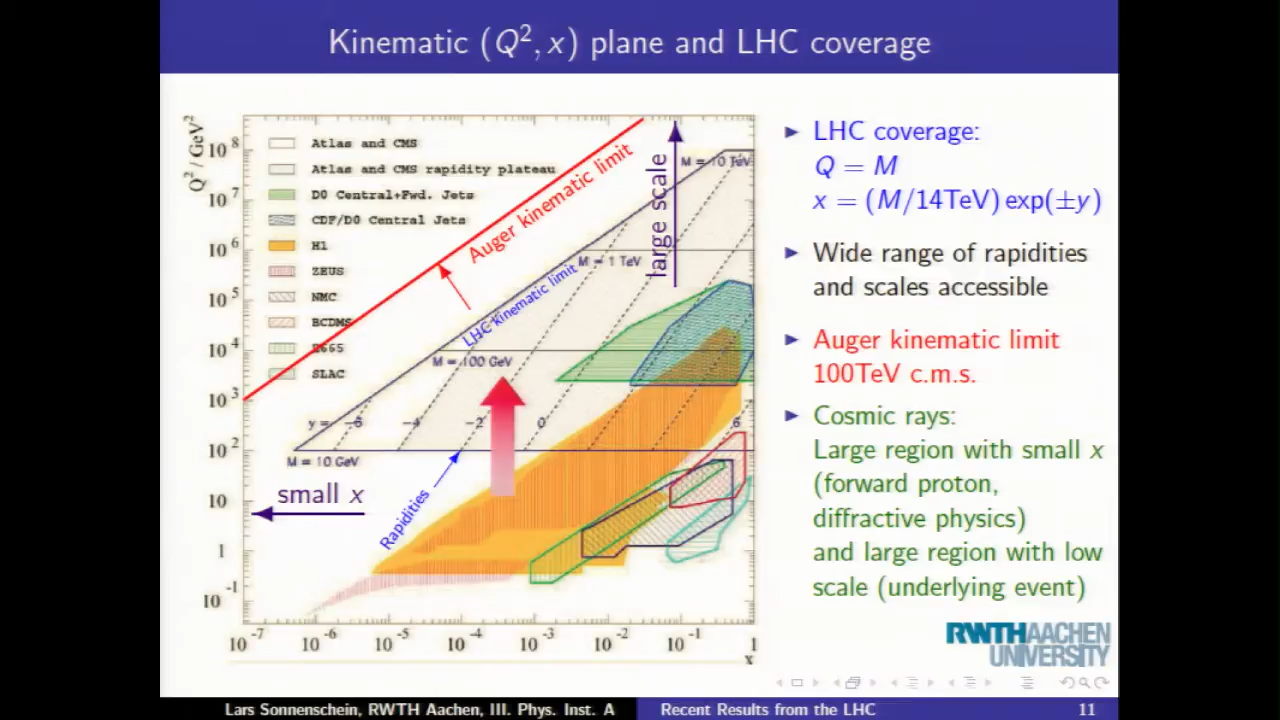 Kinematic (Q², x) plane and LHC coverage
Q² / GeV²
10⁸
10⁷
10⁶
10⁵
10⁴
10³
10²
10
1
10⁻¹
10⁻⁷
10⁻⁶
10⁻⁵
10⁻⁴
10⁻³
10⁻²
10⁻¹
1
x
Atlas and CMS
Atlas and CMS rapidity plateau
D0 Central+Fwd. Jets
CDF/D0 Central Jets
H1
ZEUS
NMC
BCDMS
E665
SLAC
Auger kinematic limit
LHC kinematic limit
large scale
M = 10 TeV
M = 1 TeV
M = 100 GeV
y = −6
−4
−2
0
6
M = 10 GeV
small x
Rapidities
▶ LHC coverage:
Q = M
x = (M/14TeV) exp(±y)
▶ Wide range of rapidities
and scales accessible
▶ Auger kinematic limit
100TeV c.m.s.
▶ Cosmic rays:
Large region with small x
(forward proton,
diffractive physics)
and large region with low
scale (underlying event)
RWTHAACHEN
UNIVERSITY
Lars Sonnenschein, RWTH Aachen, III. Phys. Inst. A
Recent Results from the LHC
11